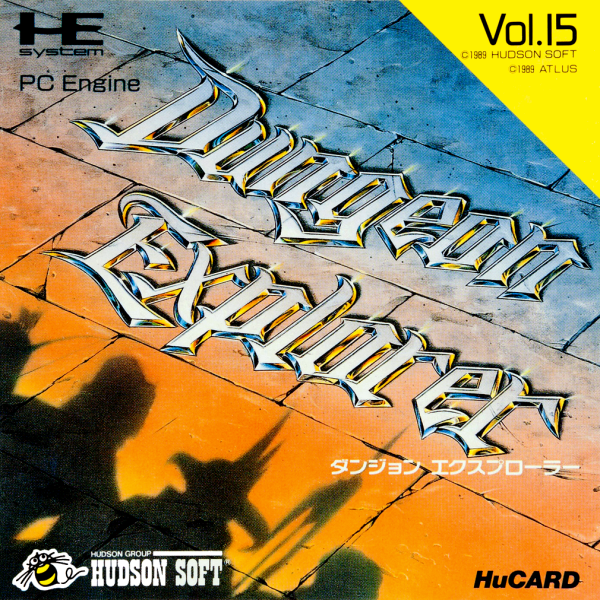 HE
system
PC Engine
Vol.15
©1989 HUDSON SOFT
©1989 ATLUS
Dungeon
Explorer
ダンジョン エクスプローラー
HUDSON GROUP
HUDSON SOFT®
HuCARD